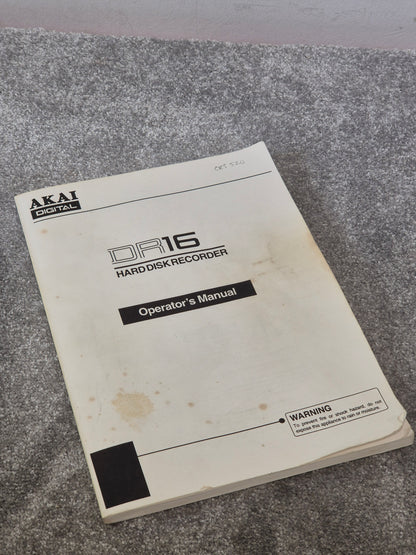 AKAI
DIGITAL
DR16
HARD DISK RECORDER
Operator's Manual
WARNING
To prevent fire or shock hazard, do not
expose this appliance to rain or moisture.